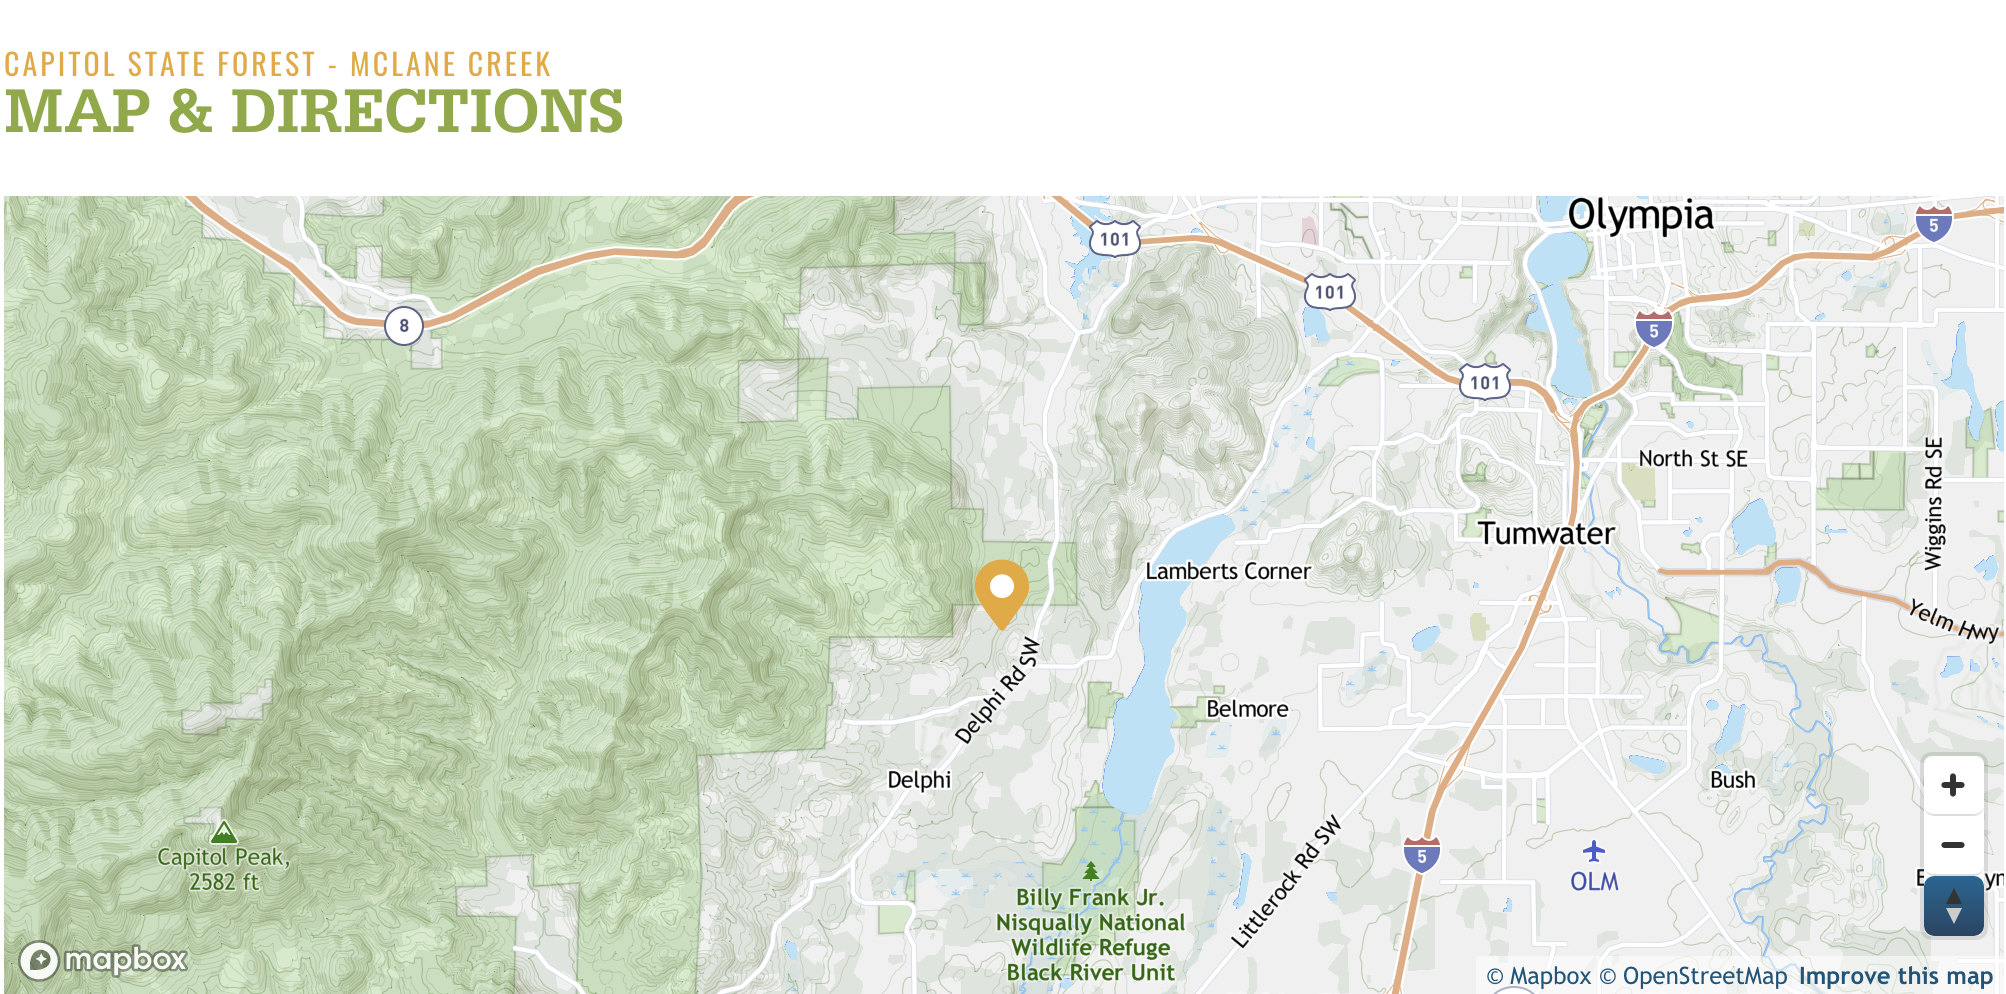 CAPITOL STATE FOREST - MCLANE CREEK
MAP & DIRECTIONS
Olympia
5
101
101
8
5
101
North St SE
Wiggins Rd SE
Tumwater
Lamberts Corner
Yelm Hwy
Delphi Rd SW
Belmore
Delphi
Bush
Littlerock Rd SW
5
Capitol Peak,
2582 ft
OLM
Billy Frank Jr.
Nisqually National
Wildlife Refuge
Black River Unit
mapbox
© Mapbox © OpenStreetMap Improve this map